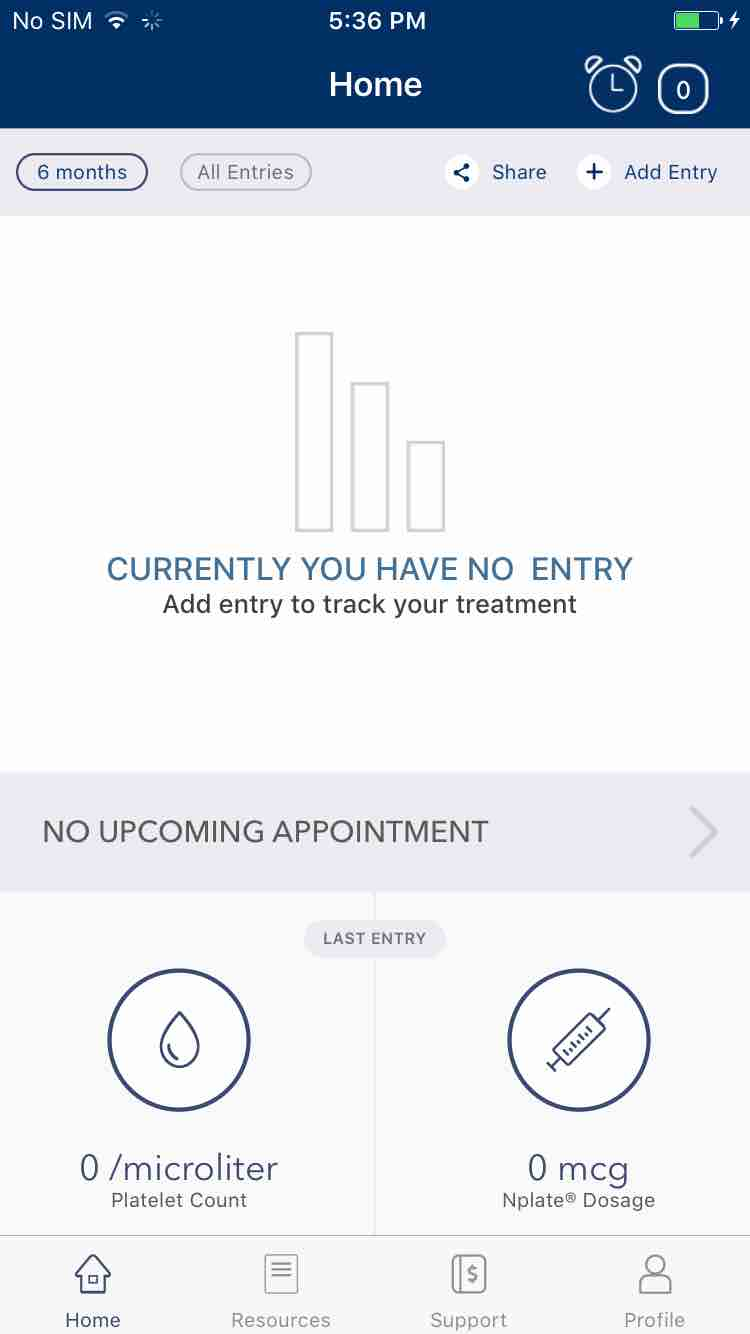 No SIM 5:36 PM
Home 0
6 months All Entries Share + Add Entry
CURRENTLY YOU HAVE NO ENTRY
Add entry to track your treatment
NO UPCOMING APPOINTMENT
LAST ENTRY
0 /microliter 0 mcg
Platelet Count Nplate® Dosage
$
Home Resources Support Profile